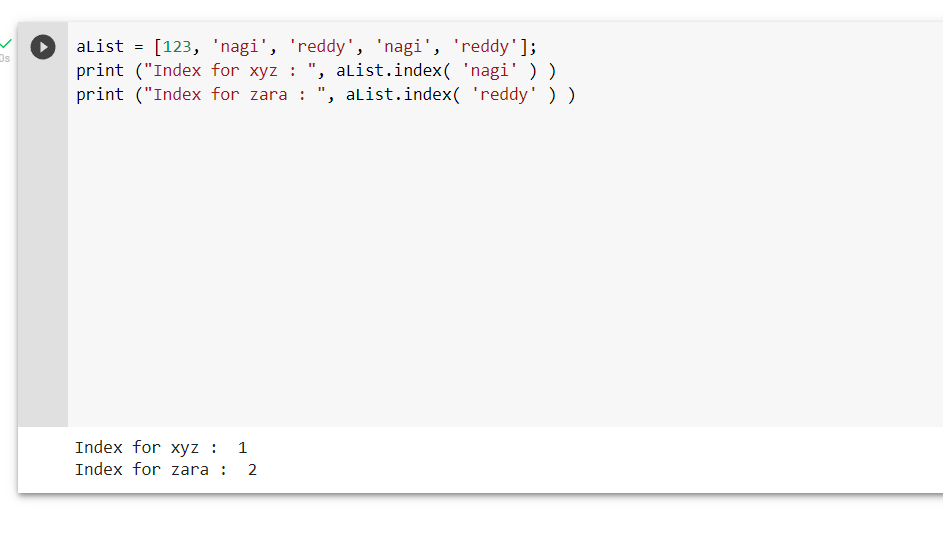 aList = [123, 'nagi', 'reddy', 'nagi', 'reddy'];
print ("Index for xyz : ", aList.index( 'nagi' ) )
0s
print ("Index for zara : ", aList.index( 'reddy' ) )
Index for xyz :  1
Index for zara :  2